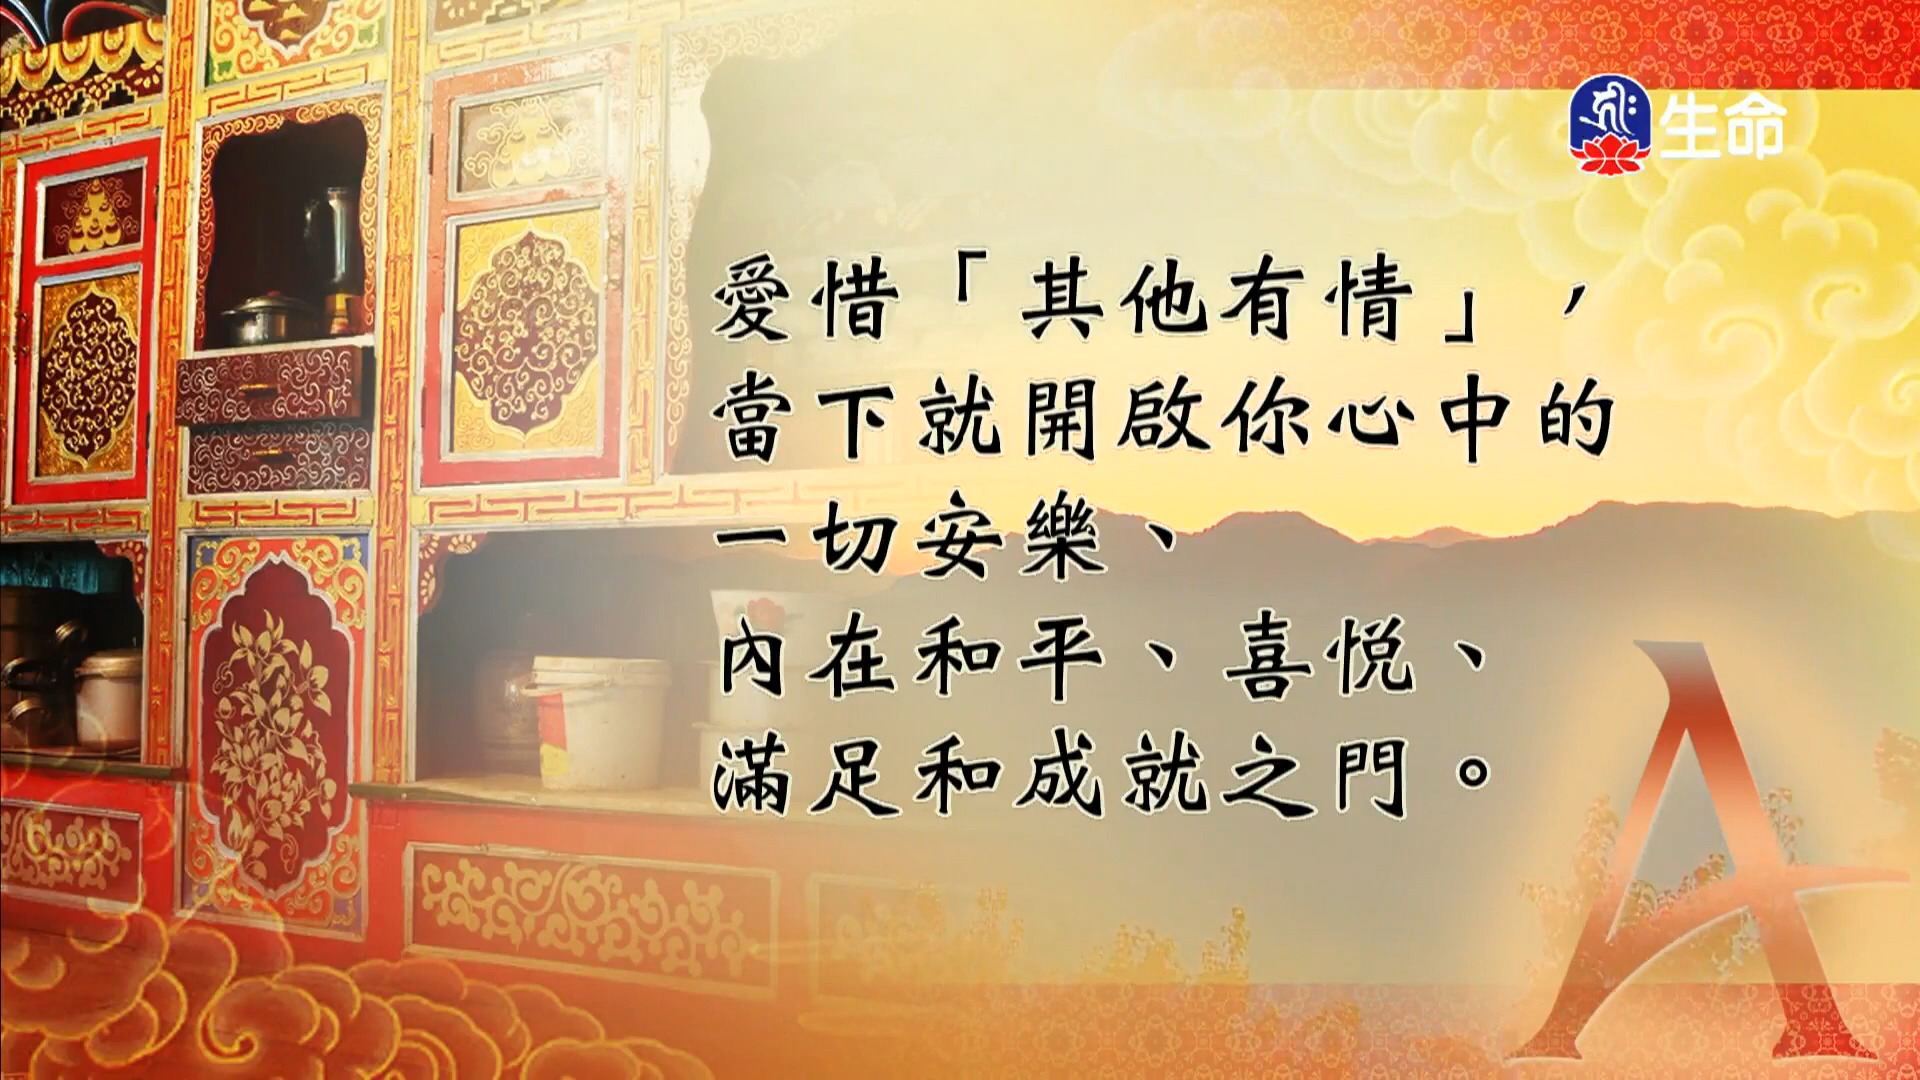 生命
愛惜「其他有情」，
當下就開啟你心中的
一切安樂、
內在和平、喜悅、
滿足和成就之門。
A